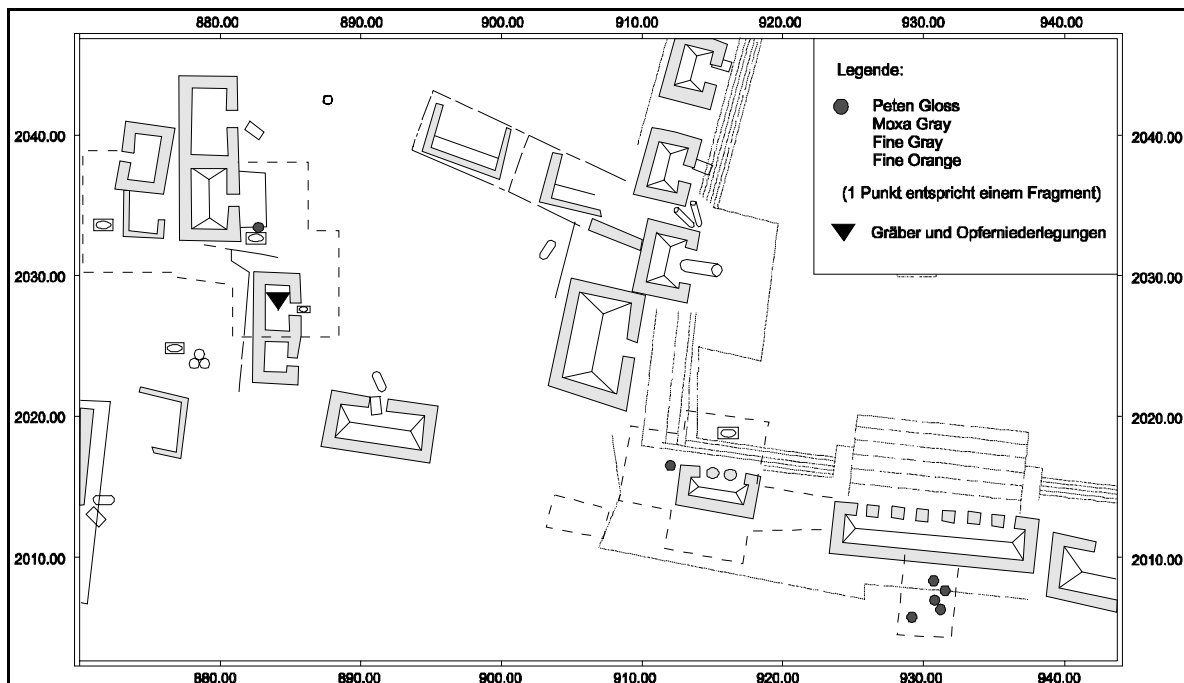 880.00 890.00 900.00 910.00 920.00 930.00 940.00
Legende:
Peten Gloss
Moxa Gray
Fine Gray
Fine Orange
(1 Punkt entspricht einem Fragment)
Gräber und Opferniederlegungen
2040.00 2040.00
2030.00 2030.00
2020.00 2020.00
2010.00 2010.00
880.00 890.00 900.00 910.00 920.00 930.00 940.00